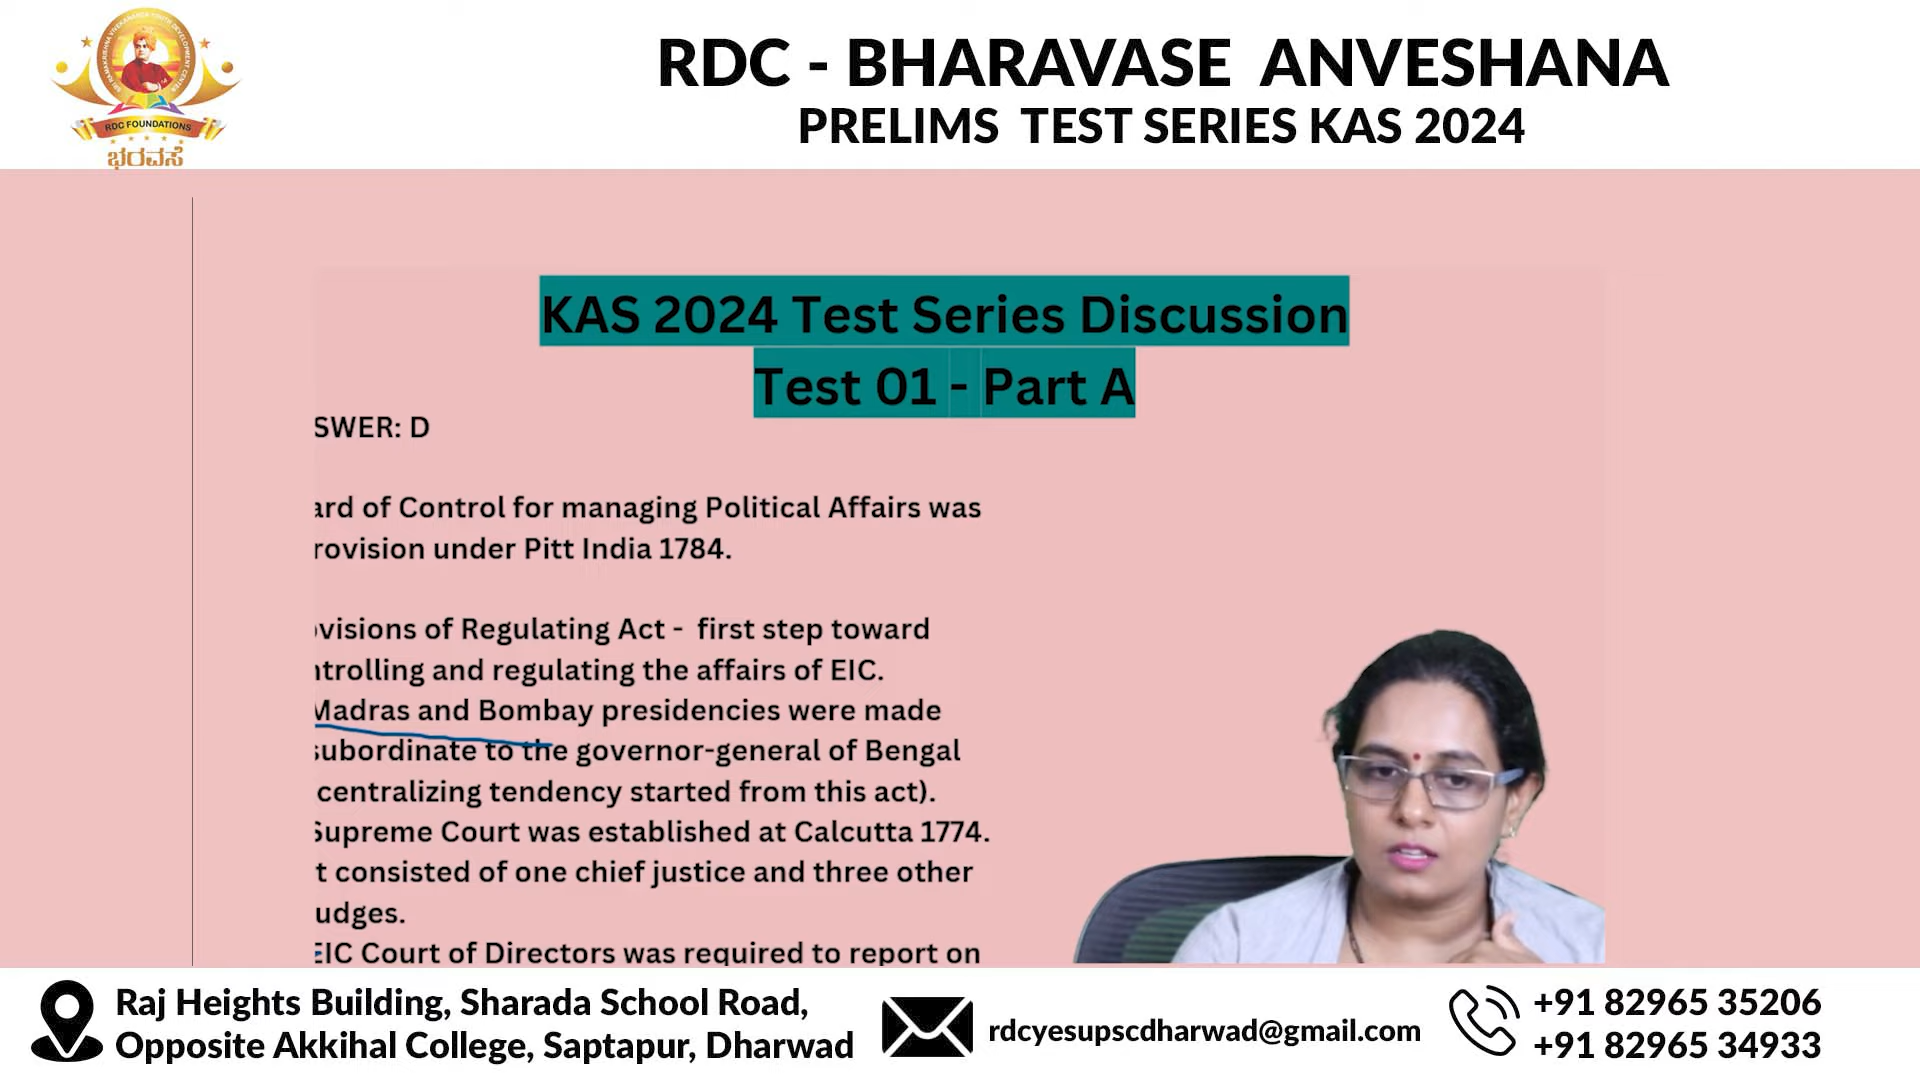 RDC - BHARAVASE ANVESHANA
PRELIMS TEST SERIES KAS 2024
RDC FOUNDATIONS
ಭರವಸೆ
KAS 2024 Test Series Discussion
Test 01 - Part A
SWER: D
ard of Control for managing Political Affairs was
rovision under Pitt India 1784.
ovisions of Regulating Act - first step toward
ntrolling and regulating the affairs of EIC.
Madras and Bombay presidencies were made
subordinate to the governor-general of Bengal
centralizing tendency started from this act).
Supreme Court was established at Calcutta 1774.
t consisted of one chief justice and three other
udges.
EIC Court of Directors was required to report on
Raj Heights Building, Sharada School Road,
Opposite Akkihal College, Saptapur, Dharwad
rdcyesupscdharwad@gmail.com
+91 82965 35206
+91 82965 34933